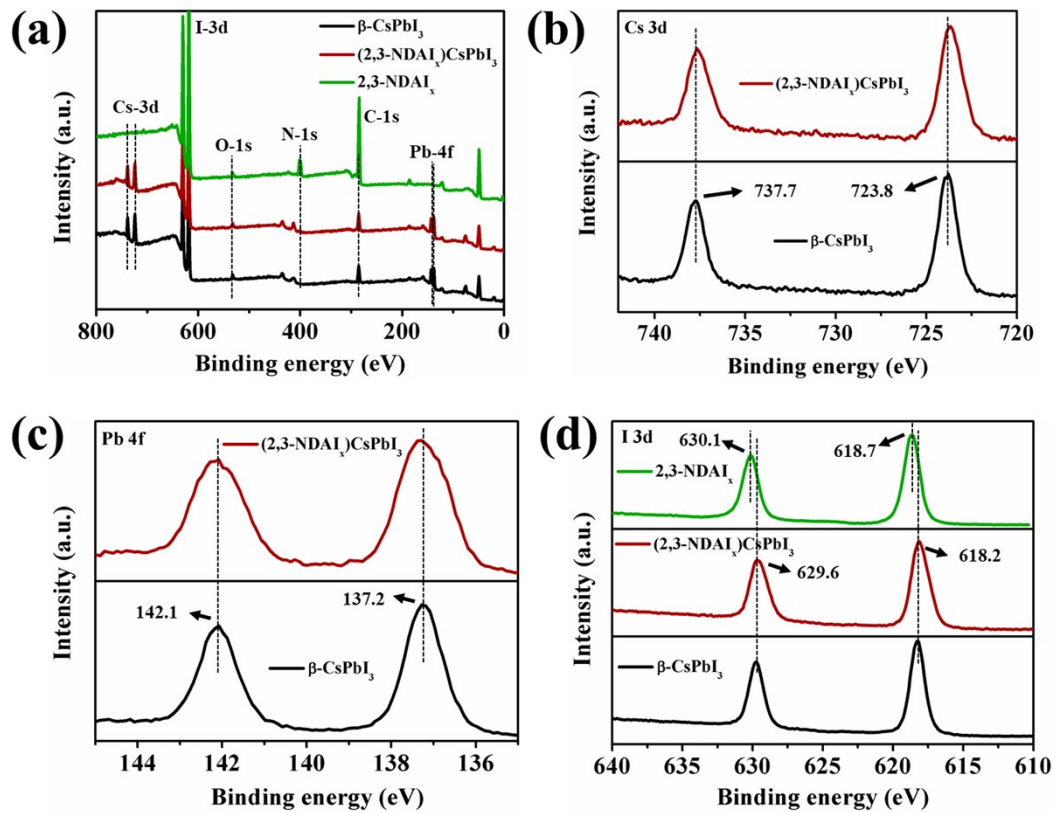 (a)
I-3d
β-CsPbI₃
(2,3-NDAIₓ)CsPbI₃
2,3-NDAIₓ
Cs-3d
O-1s
N-1s
C-1s
Pb-4f
Intensity (a.u.)
800 600 400 200 0
Binding energy (eV)
(b)
Cs 3d
(2,3-NDAIₓ)CsPbI₃
737.7
723.8
β-CsPbI₃
Intensity (a.u.)
740 735 730 725 720
Binding energy (eV)
(c)
Pb 4f
(2,3-NDAIₓ)CsPbI₃
142.1
137.2
β-CsPbI₃
Intensity (a.u.)
144 142 140 138 136
Binding energy (eV)
(d)
I 3d
630.1
618.7
2,3-NDAIₓ
(2,3-NDAIₓ)CsPbI₃
629.6
618.2
β-CsPbI₃
Intensity (a.u.)
640 635 630 625 620 615 610
Binding energy (eV)